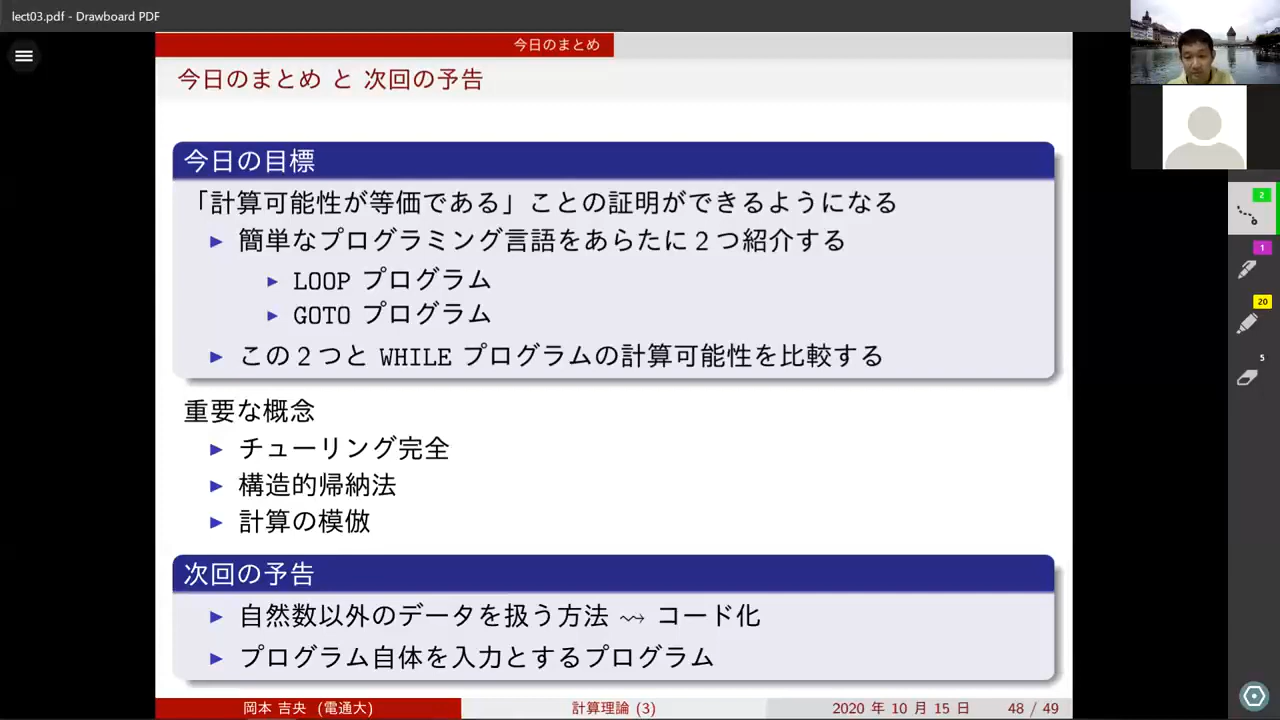 lect03.pdf - Drawboard PDF
今日のまとめ
今日のまとめ と 次回の予告
今日の目標
「計算可能性が等価である」ことの証明ができるようになる
▶ 簡単なプログラミング言語をあらたに 2 つ紹介する
▶ LOOP プログラム
▶ GOTO プログラム
▶ この 2 つと WHILE プログラムの計算可能性を比較する
重要な概念
▶ チューリング完全
▶ 構造的帰納法
▶ 計算の模倣
次回の予告
▶ 自然数以外のデータを扱う方法 ⇝ コード化
▶ プログラム自体を入力とするプログラム
岡本 吉央 (電通大)
計算理論 (3)
2020 年 10 月 15 日
48 / 49
2
1
20
5